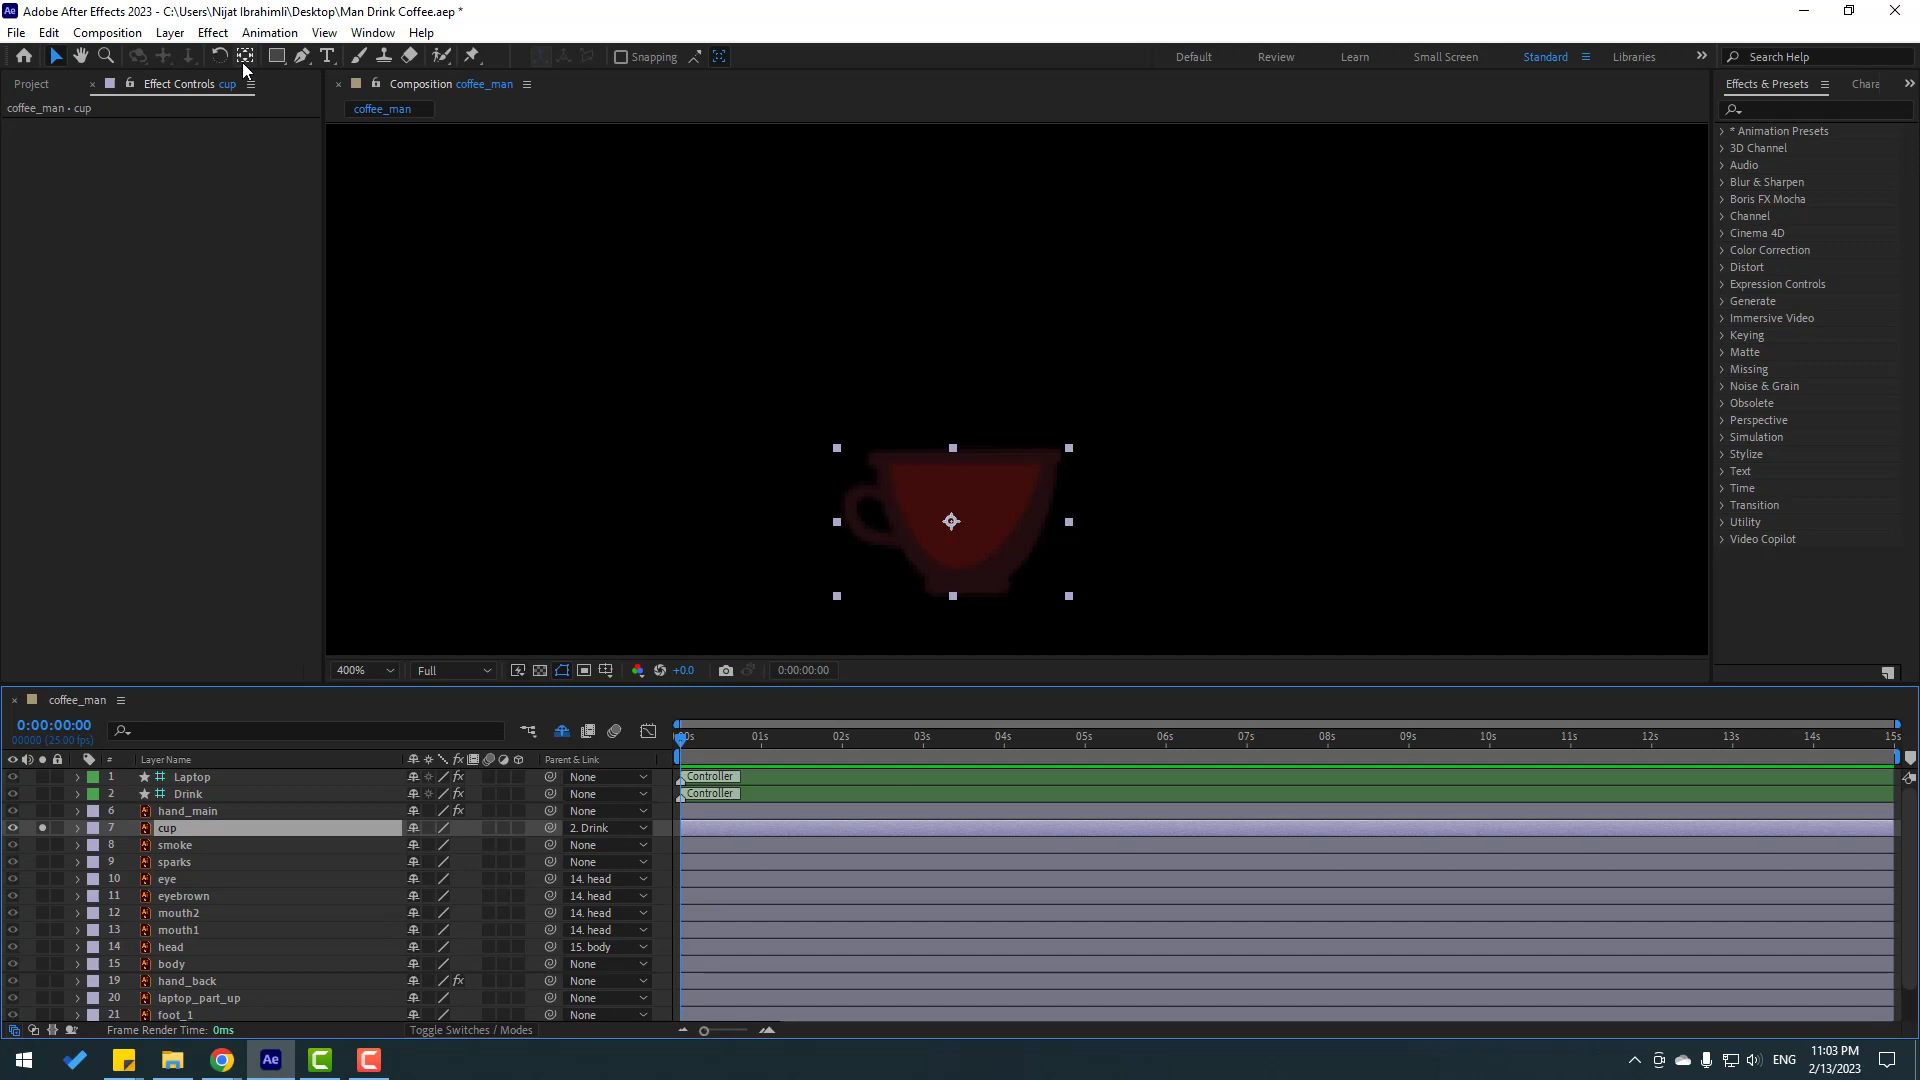 Adobe After Effects 2023 - C:\Users\Nijat Ibrahimli\Desktop\Man Drink Coffee.aep *
File Edit Composition Layer Effect Animation View Window Help
Snapping Default Review Learn Small Screen Standard Libraries Search Help
Project Effect Controls cup Composition coffee_man Effects & Presets Chara
coffee_man • cup coffee_man
* Animation Presets
3D Channel
Audio
Blur & Sharpen
Boris FX Mocha
Channel
Cinema 4D
Color Correction
Distort
Expression Controls
Generate
Immersive Video
Keying
Matte
Missing
Noise & Grain
Obsolete
Perspective
Simulation
Stylize
Text
Time
Transition
Utility
Video Copilot
400% Full +0.0 0:00:00:00
coffee_man
0:00:00:00
00000 (25.00 fps)
:00s 01s 02s 03s 04s 05s 06s 07s 08s 09s 10s 11s 12s 13s 14s 15s
# Layer Name Parent & Link
1 Laptop None Controller
2 Drink None Controller
6 hand_main None
7 cup 2. Drink
8 smoke None
9 sparks None
10 eye 14. head
11 eyebrown 14. head
12 mouth2 14. head
13 mouth1 14. head
14 head 15. body
15 body None
19 hand_back None
20 laptop_part_up None
21 foot_1 None
Frame Render Time: 0ms Toggle Switches / Modes
Ae ENG 11:03 PM
2/13/2023